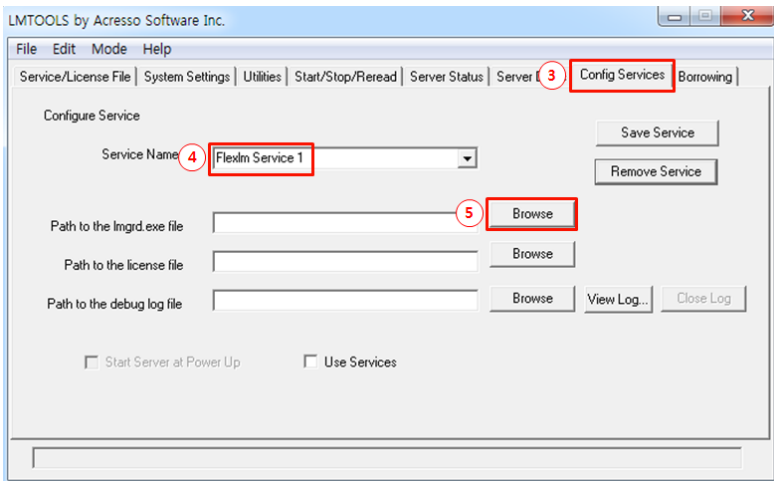 LMTOOLS by Acresso Software Inc.
File Edit Mode Help
Service/License File System Settings Utilities Start/Stop/Reread Server Status Server 3 Config Services Borrowing
Configure Service
Save Service
Service Name 4 Flexlm Service 1
Remove Service
5 Browse
Path to the lmgrd.exe file
Browse
Path to the license file
Path to the debug log file Browse View Log... Close Log
Start Server at Power Up Use Services